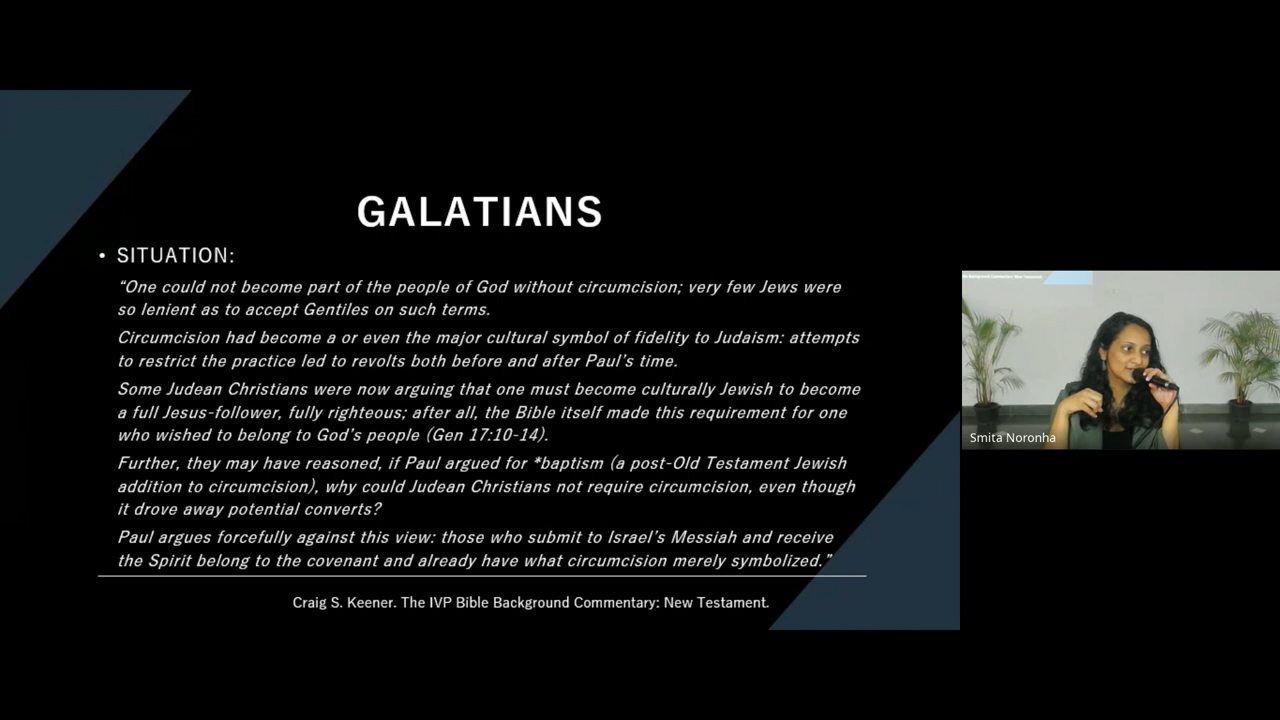 GALATIANS
• SITUATION:
“One could not become part of the people of God without circumcision; very few Jews were
so lenient as to accept Gentiles on such terms.
Circumcision had become a or even the major cultural symbol of fidelity to Judaism: attempts
to restrict the practice led to revolts both before and after Paul’s time.
Some Judean Christians were now arguing that one must become culturally Jewish to become
a full Jesus-follower, fully righteous; after all, the Bible itself made this requirement for one
who wished to belong to God’s people (Gen 17:10-14).
Further, they may have reasoned, if Paul argued for *baptism (a post-Old Testament Jewish
addition to circumcision), why could Judean Christians not require circumcision, even though
it drove away potential converts?
Paul argues forcefully against this view: those who submit to Israel’s Messiah and receive
the Spirit belong to the covenant and already have what circumcision merely symbolized.”
Craig S. Keener. The IVP Bible Background Commentary: New Testament.
Smita Noronha